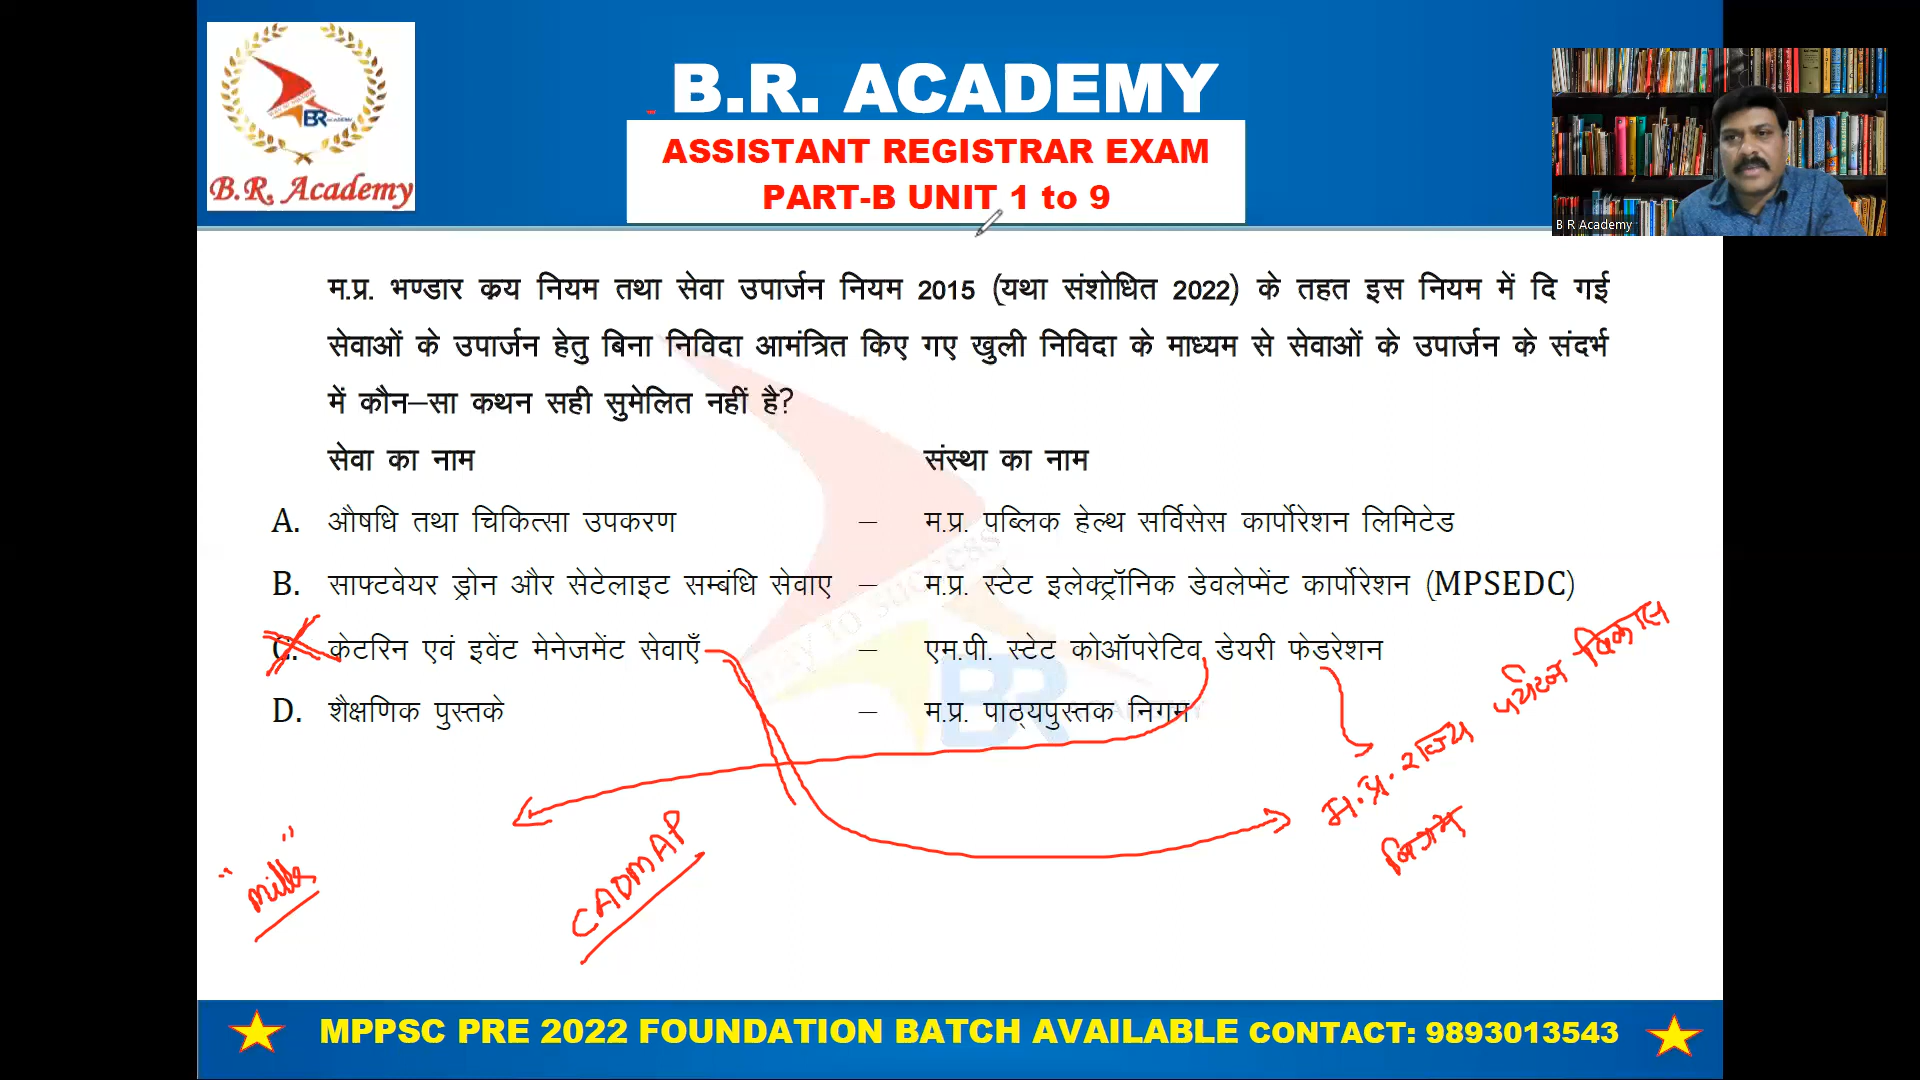 B.R. ACADEMY
BR
B.R. Academy
ASSISTANT REGISTRAR EXAM
PART-B UNIT 1 to 9
B R Academy
म.प्र. भण्डार क्रय नियम तथा सेवा उपार्जन नियम 2015 (यथा संशोधित 2022) के तहत इस नियम में दि गई
सेवाओं के उपार्जन हेतु बिना निविदा आमंत्रित किए गए खुली निविदा के माध्यम से सेवाओं के उपार्जन के संदर्भ
में कौन–सा कथन सही सुमेलित नहीं है?
सेवा का नाम संस्था का नाम
A. औषधि तथा चिकित्सा उपकरण – म.प्र. पब्लिक हेल्थ सर्विसेस कार्पोरेशन लिमिटेड
B. साफ्टवेयर ड्रोन और सेटेलाइट सम्बंधि सेवाए – म.प्र. स्टेट इलेक्ट्रॉनिक डेवलेप्मेंट कार्पोरेशन (MPSEDC)
C. केटरिन एवं इवेंट मेनेजमेंट सेवाएँ – एम.पी. स्टेट कोऑपरेटिव डेयरी फेडरेशन
D. शैक्षणिक पुस्तके – म.प्र. पाठ्यपुस्तक निगम
म.प्र. राज्य पर्यटन विकास
निगम
"milk"
CADMAP
MPPSC PRE 2022 FOUNDATION BATCH AVAILABLE CONTACT: 9893013543